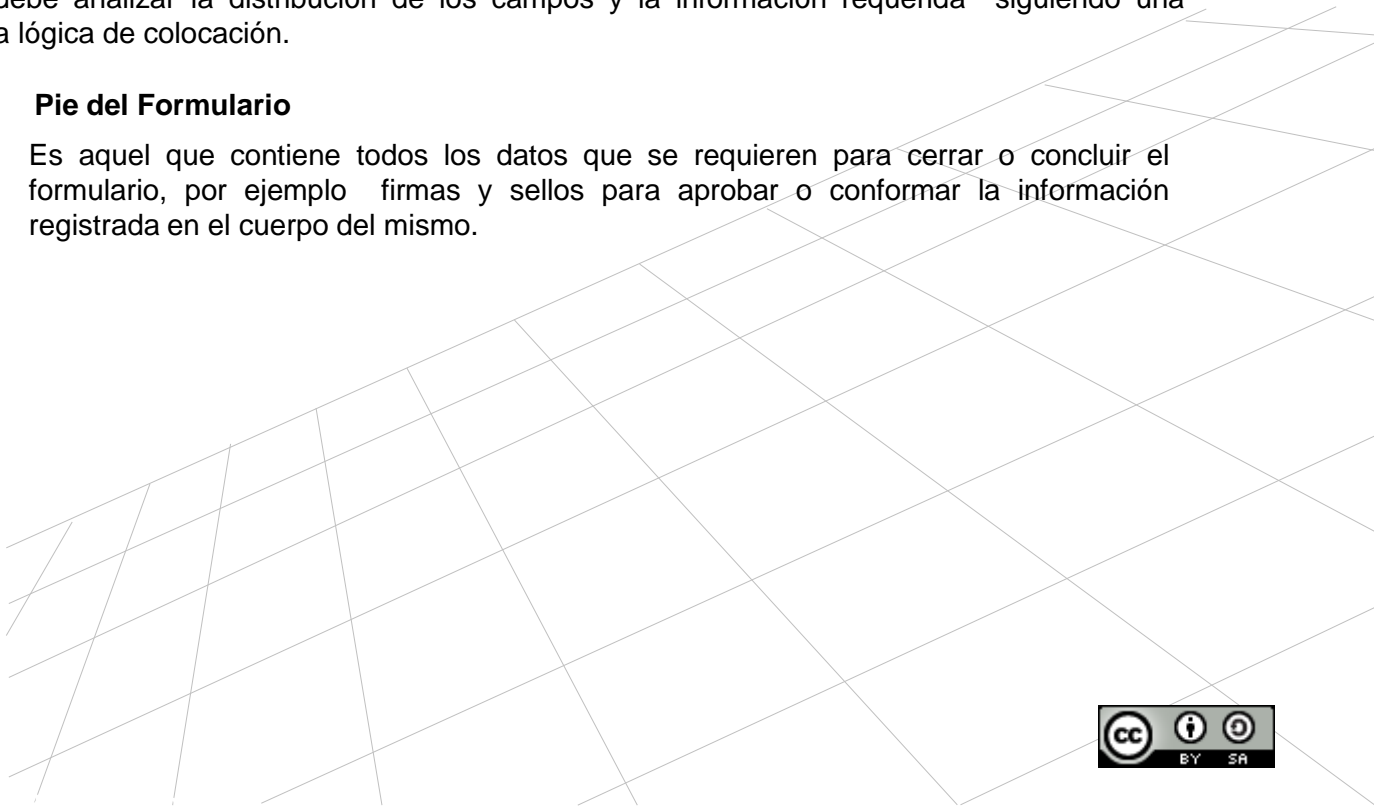 debe analizar la distribución de los campos y la información requerida siguiendo una
a lógica de colocación.
Pie del Formulario
Es aquel que contiene todos los datos que se requieren para cerrar o concluir el
formulario, por ejemplo firmas y sellos para aprobar o conformar la información
registrada en el cuerpo del mismo.
cc
BY SA